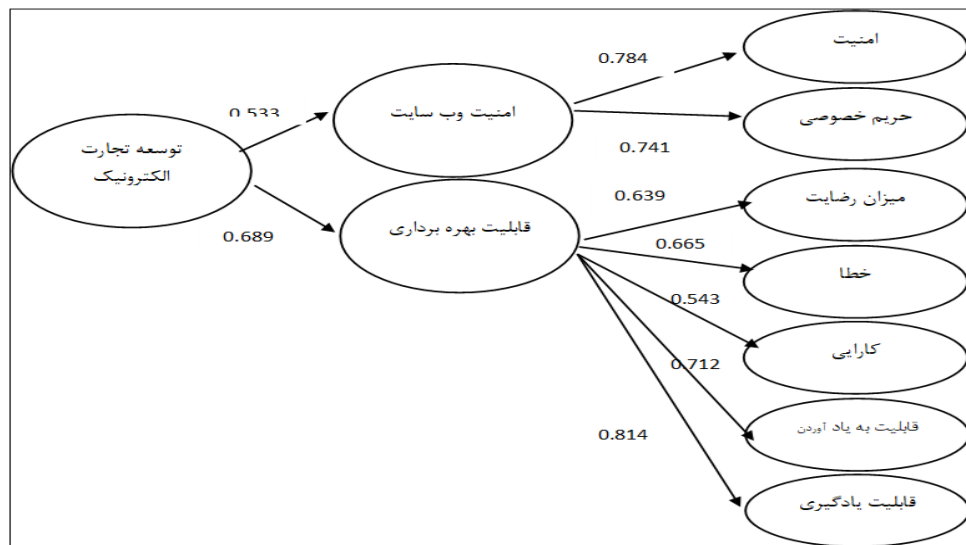 امنیت
0.784
امنیت وب سایت
0.533
حریم خصوصی
0.741
توسعه تجارت
الکترونیک
میزان رضایت
0.639
قابلیت بهره برداری
0.689
0.665
خطا
0.543
کارایی
0.712
قابلیت به یاد آوردن
0.814
قابلیت یادگیری